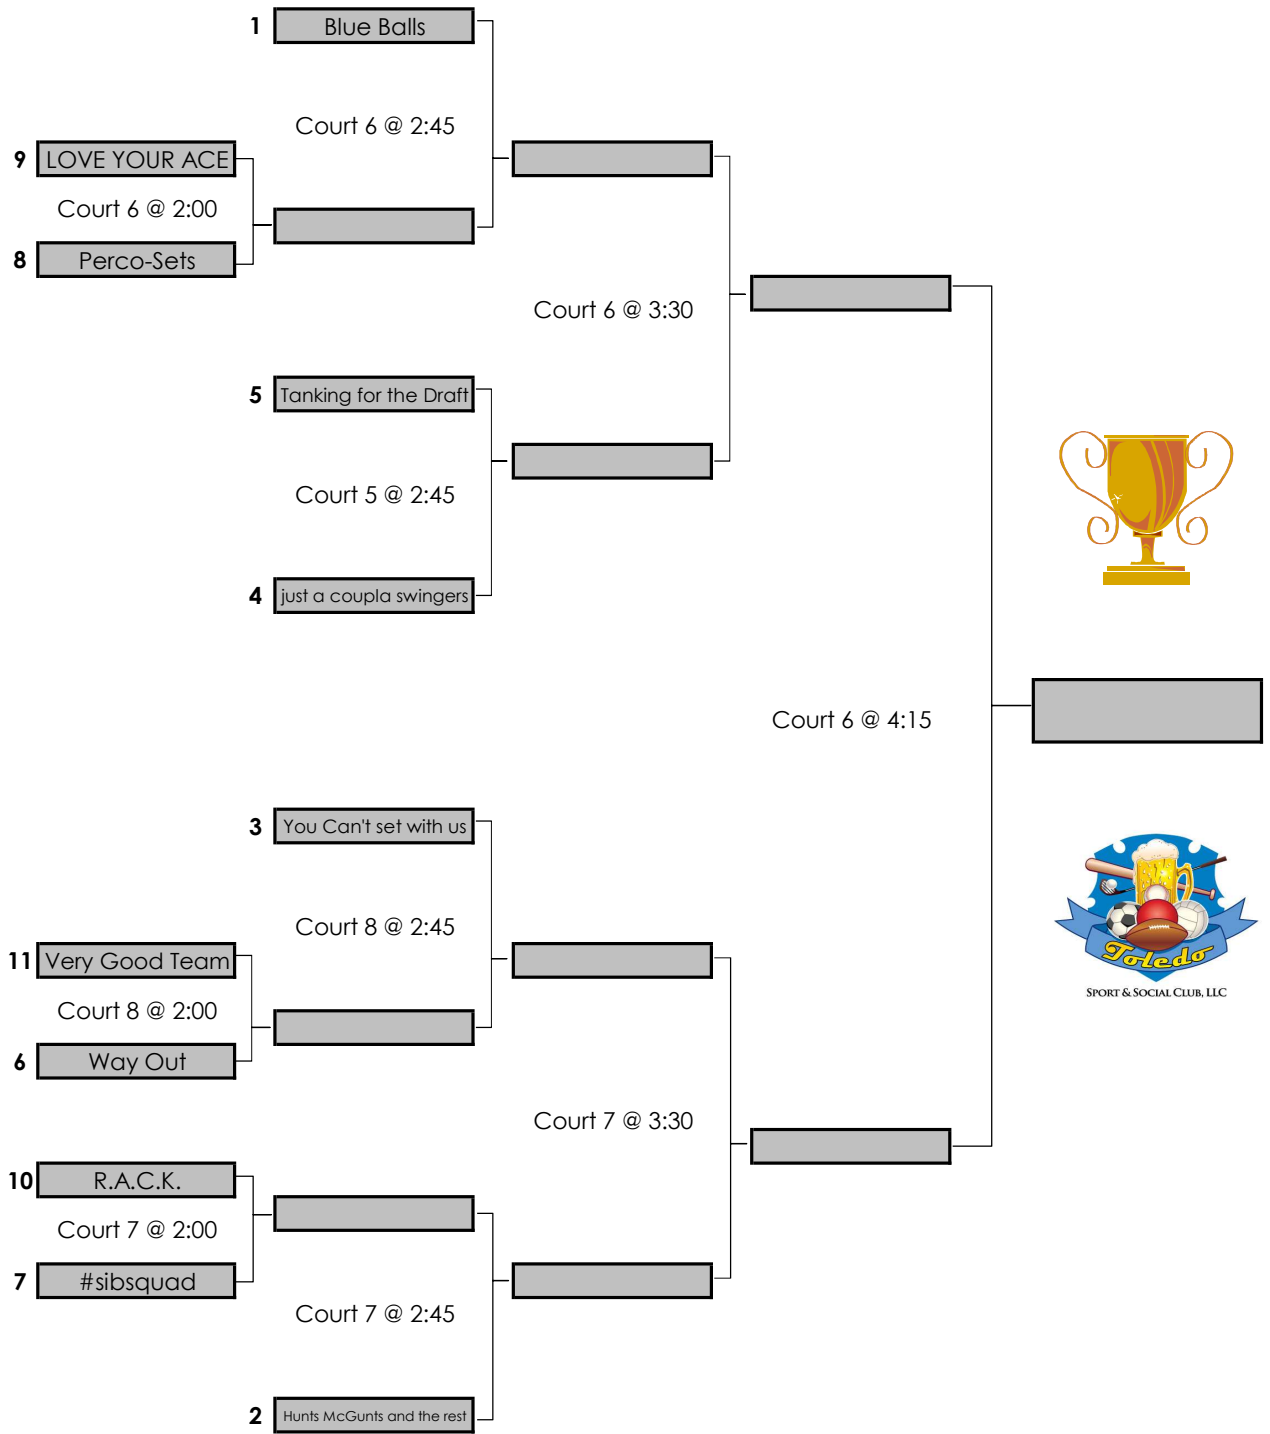 1 Blue Balls
Court 6 @ 2:45
9 LOVE YOUR ACE
Court 6 @ 2:00
8 Perco-Sets
Court 6 @ 3:30
5 Tanking for the Draft
Court 5 @ 2:45
4 just a coupla swingers
Court 6 @ 4:15
3 You Can't set with us
Court 8 @ 2:45
11 Very Good Team
Court 8 @ 2:00
6 Way Out
Court 7 @ 3:30
10 R.A.C.K.
Court 7 @ 2:00
7 #sibsquad
Court 7 @ 2:45
2 Hunts McGunts and the rest
Toledo
SPORT & SOCIAL CLUB, LLC